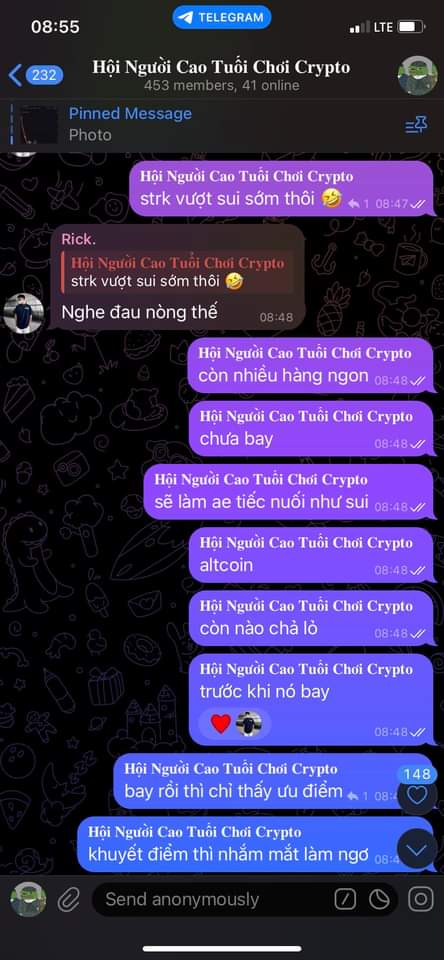 08:55
TELEGRAM
LTE
232
Hội Người Cao Tuổi Chơi Crypto
453 members, 41 online
Pinned Message
Photo
Hội Người Cao Tuổi Chơi Crypto
strk vượt sui sớm thôi 🤣 1 08:47
Rick.
Hội Người Cao Tuổi Chơi Crypto
strk vượt sui sớm thôi 🤣
Nghe đau nòng thế 08:48
Hội Người Cao Tuổi Chơi Crypto
còn nhiều hàng ngon 08:48
Hội Người Cao Tuổi Chơi Crypto
chưa bay 08:48
Hội Người Cao Tuổi Chơi Crypto
sẽ làm ae tiếc nuối như sui 08:48
Hội Người Cao Tuổi Chơi Crypto
altcoin 08:48
Hội Người Cao Tuổi Chơi Crypto
còn nào chả lỏ 08:48
Hội Người Cao Tuổi Chơi Crypto
trước khi nó bay
❤️ 08:48
148
Hội Người Cao Tuổi Chơi Crypto
bay rồi thì chỉ thấy ưu điểm 1
Hội Người Cao Tuổi Chơi Crypto
khuyết điểm thì nhắm mắt làm ngơ
Send anonymously